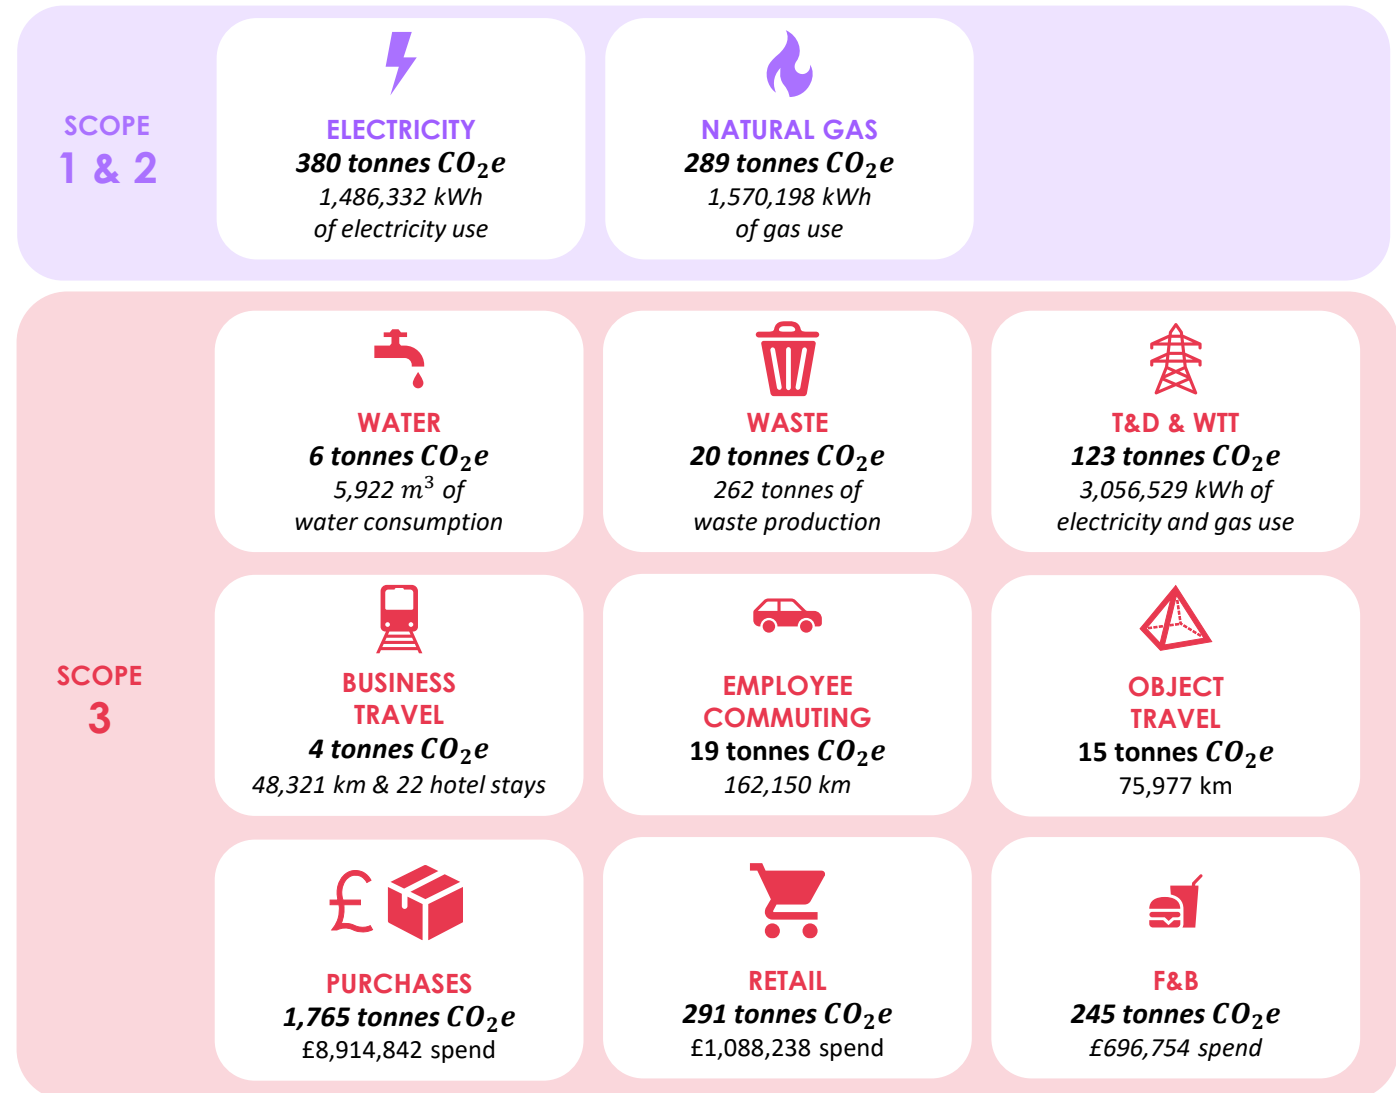 SCOPE
1 & 2
ELECTRICITY
380 tonnes CO₂e
1,486,332 kWh
of electricity use
NATURAL GAS
289 tonnes CO₂e
1,570,198 kWh
of gas use
SCOPE
3
WATER
6 tonnes CO₂e
5,922 m³ of
water consumption
WASTE
20 tonnes CO₂e
262 tonnes of
waste production
T&D & WTT
123 tonnes CO₂e
3,056,529 kWh of
electricity and gas use
BUSINESS
TRAVEL
4 tonnes CO₂e
48,321 km & 22 hotel stays
EMPLOYEE
COMMUTING
19 tonnes CO₂e
162,150 km
OBJECT
TRAVEL
15 tonnes CO₂e
75,977 km
£
PURCHASES
1,765 tonnes CO₂e
£8,914,842 spend
RETAIL
291 tonnes CO₂e
£1,088,238 spend
F&B
245 tonnes CO₂e
£696,754 spend